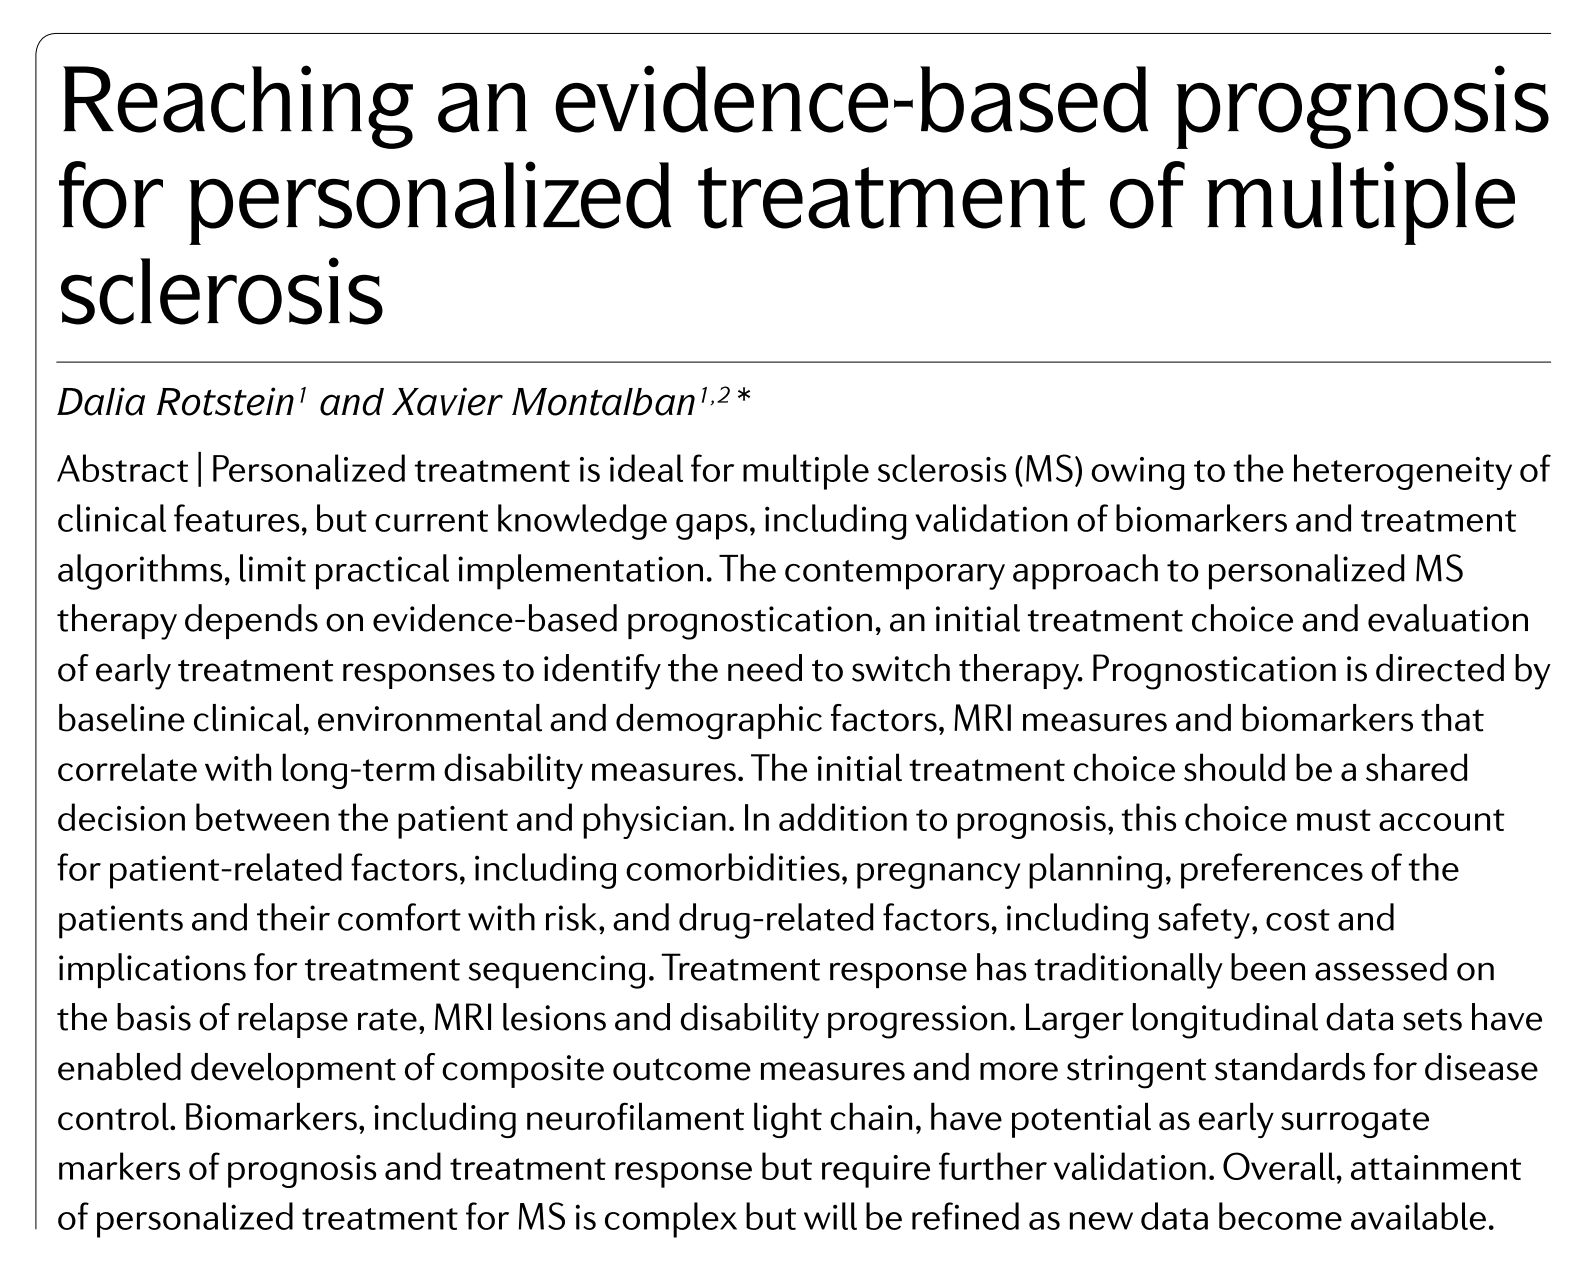 Reaching an evidence-based prognosis
for personalized treatment of multiple
sclerosis
Dalia Rotstein1 and Xavier Montalban1,2*
Abstract | Personalized treatment is ideal for multiple sclerosis (MS) owing to the heterogeneity of
clinical features, but current knowledge gaps, including validation of biomarkers and treatment
algorithms, limit practical implementation. The contemporary approach to personalized MS
therapy depends on evidence-based prognostication, an initial treatment choice and evaluation
of early treatment responses to identify the need to switch therapy. Prognostication is directed by
baseline clinical, environmental and demographic factors, MRI measures and biomarkers that
correlate with long-term disability measures. The initial treatment choice should be a shared
decision between the patient and physician. In addition to prognosis, this choice must account
for patient-related factors, including comorbidities, pregnancy planning, preferences of the
patients and their comfort with risk, and drug-related factors, including safety, cost and
implications for treatment sequencing. Treatment response has traditionally been assessed on
the basis of relapse rate, MRI lesions and disability progression. Larger longitudinal data sets have
enabled development of composite outcome measures and more stringent standards for disease
control. Biomarkers, including neurofilament light chain, have potential as early surrogate
markers of prognosis and treatment response but require further validation. Overall, attainment
of personalized treatment for MS is complex but will be refined as new data become available.